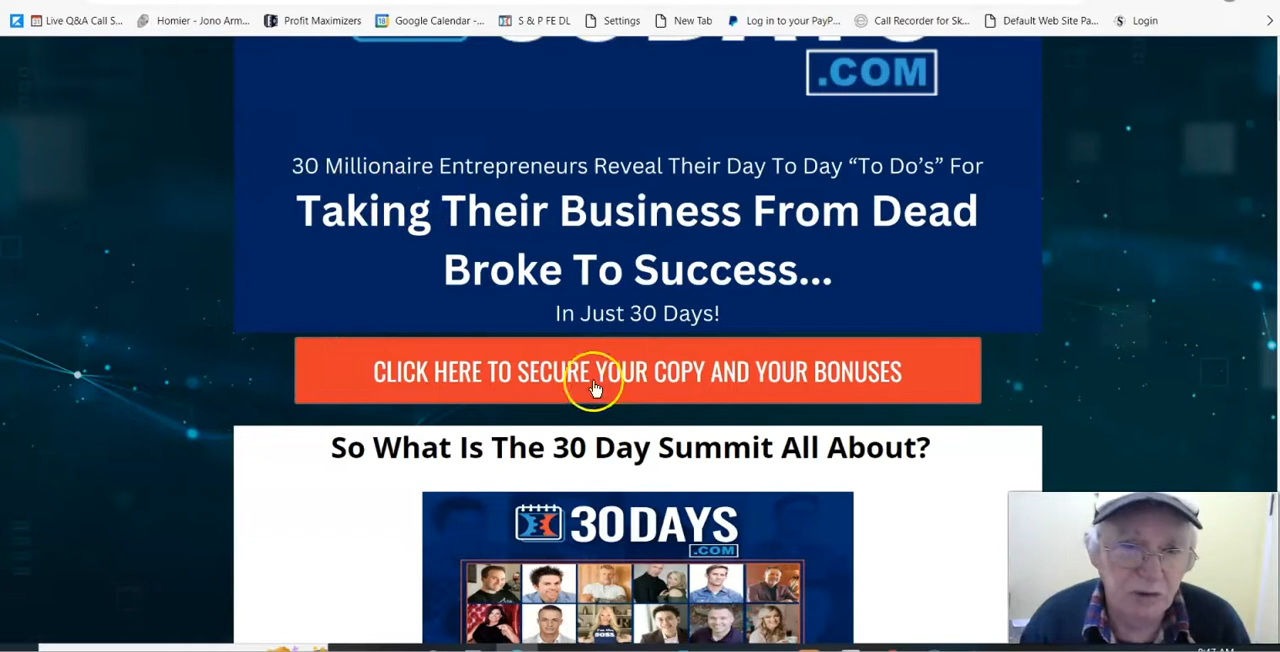 Live Q&A Call S... Homier - Jono Arm... Profit Maximizers Google Calendar -... S & P FE DL Settings New Tab Log in to your PayP... Call Recorder for Sk... Default Web Site Pa... Login
.COM
30 Millionaire Entrepreneurs Reveal Their Day To Day “To Do’s” For
Taking Their Business From Dead
Broke To Success...
In Just 30 Days!
CLICK HERE TO SECURE YOUR COPY AND YOUR BONUSES
So What Is The 30 Day Summit All About?
30DAYS
.COM